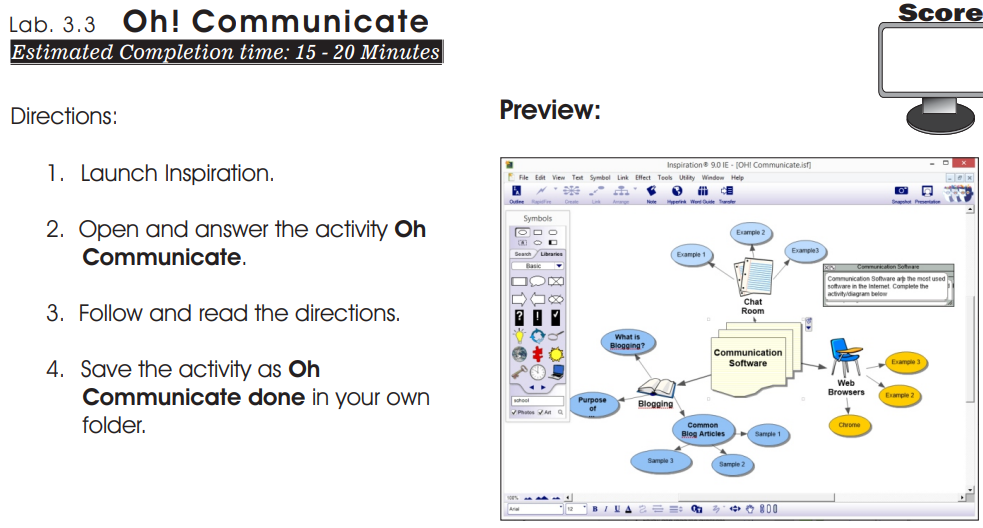 Lab. 3.3 Oh! Communicate
Estimated Completion time: 15 - 20 Minutes
Score
Directions:
1. Launch Inspiration.
2. Open and answer the activity Oh
Communicate.
3. Follow and read the directions.
4. Save the activity as Oh
Communicate done in your own
folder.
Preview:
Inspiration® 9.0 IE - [OH! Communicate.isf]
File Edit View Text Symbol Link Effect Tools Utility Window Help
Outline RapidFire Create Link Arrange Note Hyperlink Word Guide Transfer Snapshot Presentation
Symbols
Search Libraries
Basic
school
Photos Art
Example 2
Example 1
Example3
Chat
Room
Communication Software
Communication Software are the most used
software in the Internet. Complete the
activity/diagram below
What is
Blogging?
Communication
Software
Web
Browsers
Example 3
Example 2
Chrome
Purpose
of
...
Blogging
Common
Blog Articles
Sample 1
Sample 3
Sample 2
100%
Arial 12 B I U A